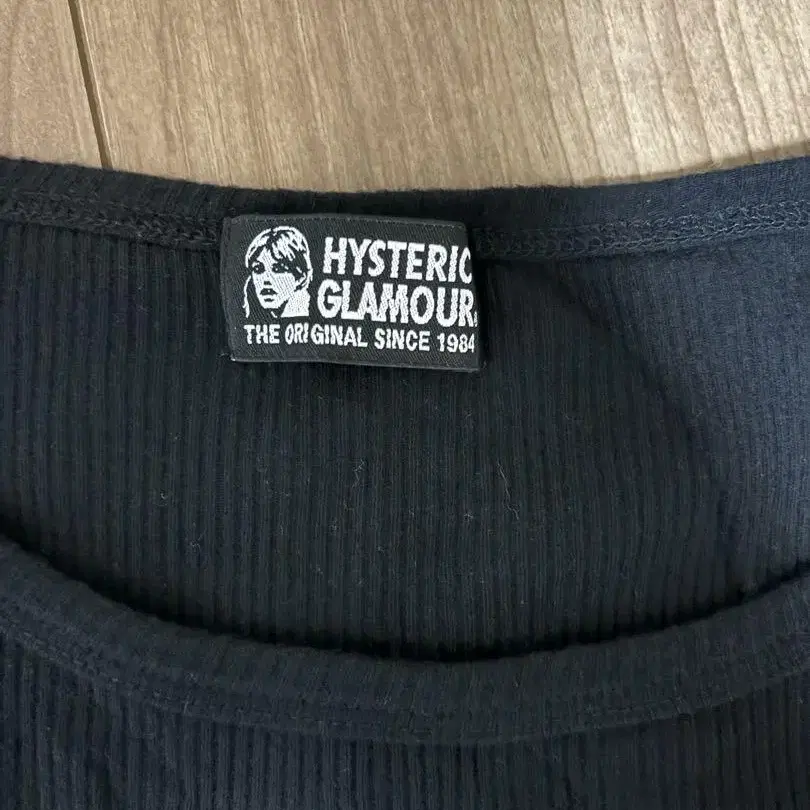 HYSTERIC
GLAMOUR
THE ORIGINAL SINCE 1984